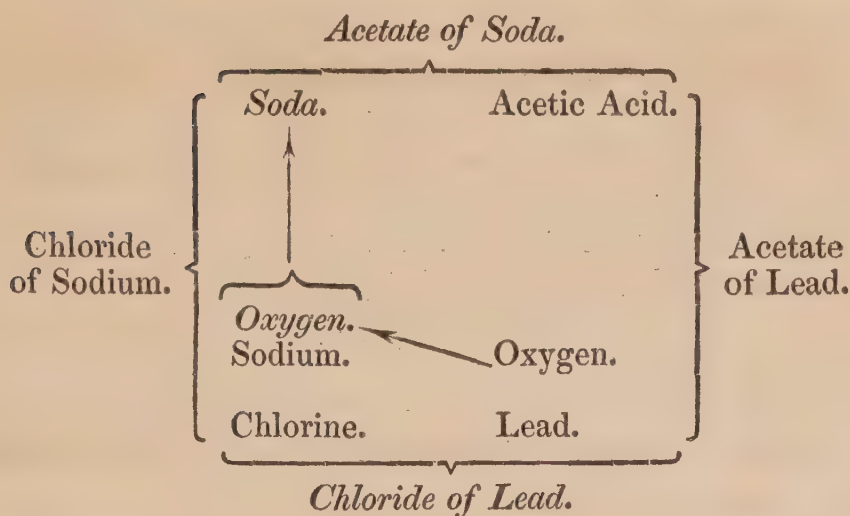 Acetate of Soda.
Soda. Acetic Acid.
Chloride
of Sodium.
Acetate
of Lead.
Oxygen.
Sodium. Oxygen.
Chlorine. Lead.
Chloride of Lead.